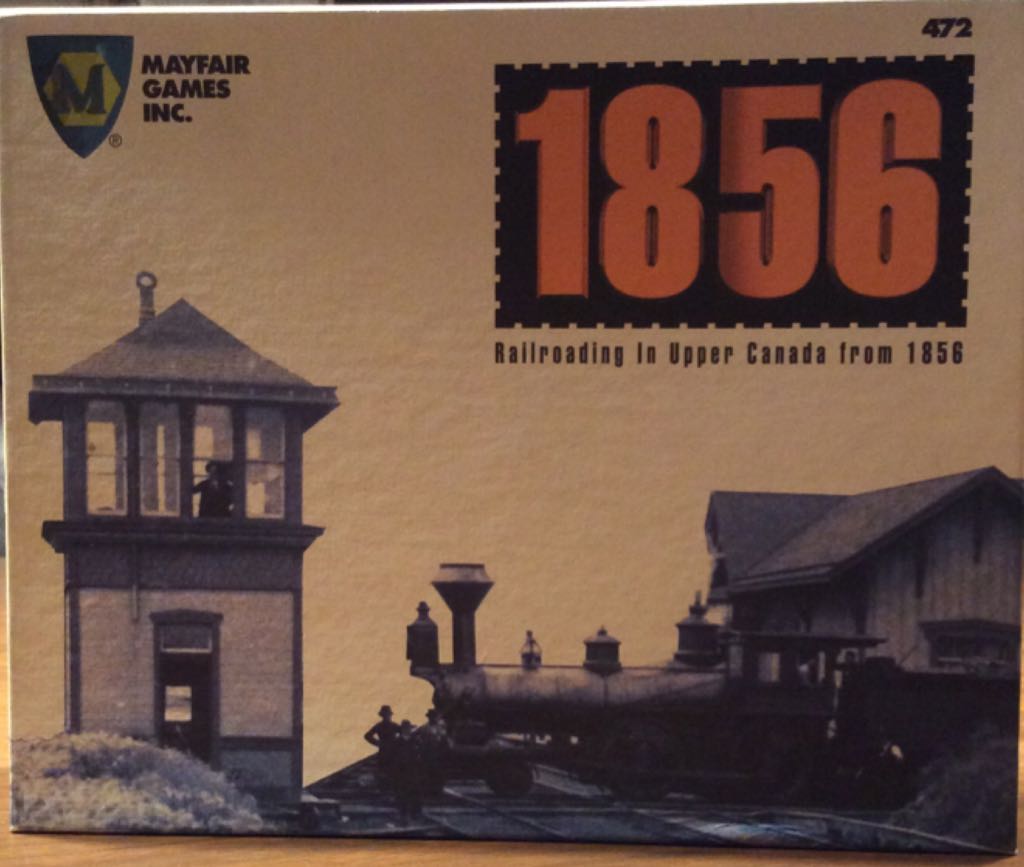 M
MAYFAIR
GAMES
INC.
®
472
1856
Railroading in Upper Canada from 1856